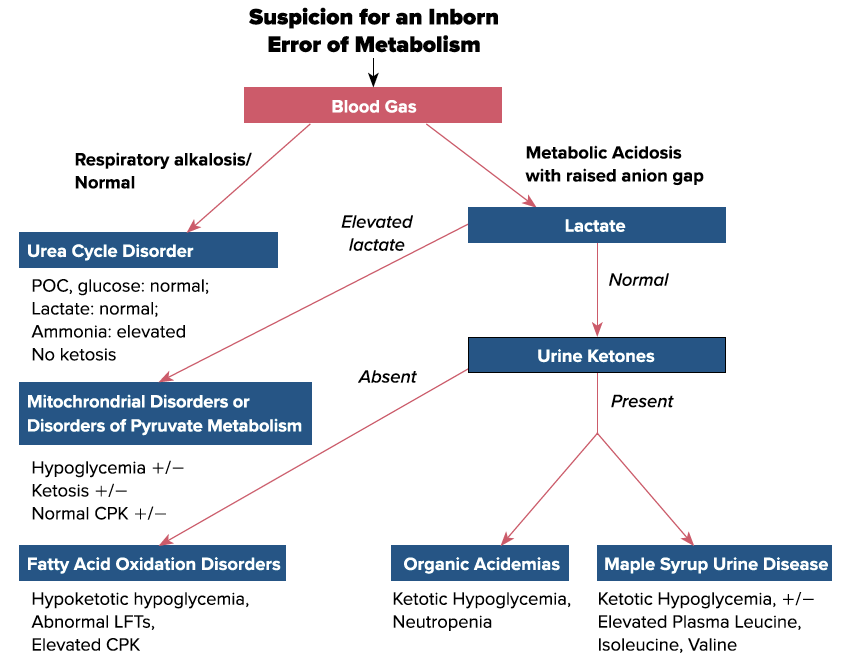 Suspicion for an Inborn
Error of Metabolism
Blood Gas
Respiratory alkalosis/
Normal
Metabolic Acidosis
with raised anion gap
Elevated
lactate
Lactate
Urea Cycle Disorder
POC, glucose: normal;
Lactate: normal;
Ammonia: elevated
No ketosis
Normal
Urine Ketones
Absent
Present
Mitochrondrial Disorders or
Disorders of Pyruvate Metabolism
Hypoglycemia +/−
Ketosis +/−
Normal CPK +/−
Fatty Acid Oxidation Disorders
Hypoketotic hypoglycemia,
Abnormal LFTs,
Elevated CPK
Organic Acidemias
Ketotic Hypoglycemia,
Neutropenia
Maple Syrup Urine Disease
Ketotic Hypoglycemia, +/−
Elevated Plasma Leucine,
Isoleucine, Valine